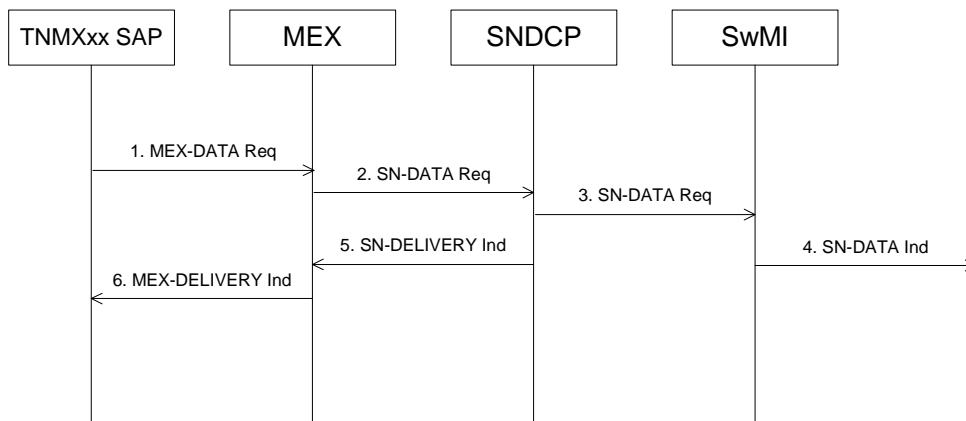 TNMXxx SAP
MEX
SNDCP
SwMI
1. MEX-DATA Req
2. SN-DATA Req
3. SN-DATA Req
5. SN-DELIVERY Ind
4. SN-DATA Ind
6. MEX-DELIVERY Ind